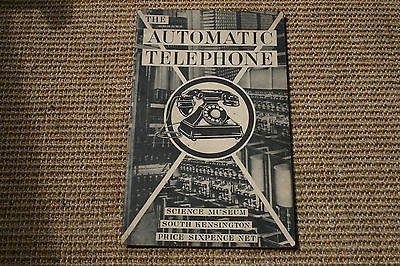 THE
AUTOMATIC
TELEPHONE
SCIENCE MUSEUM
SOUTH KENSINGTON
PRICE SIXPENCE NET